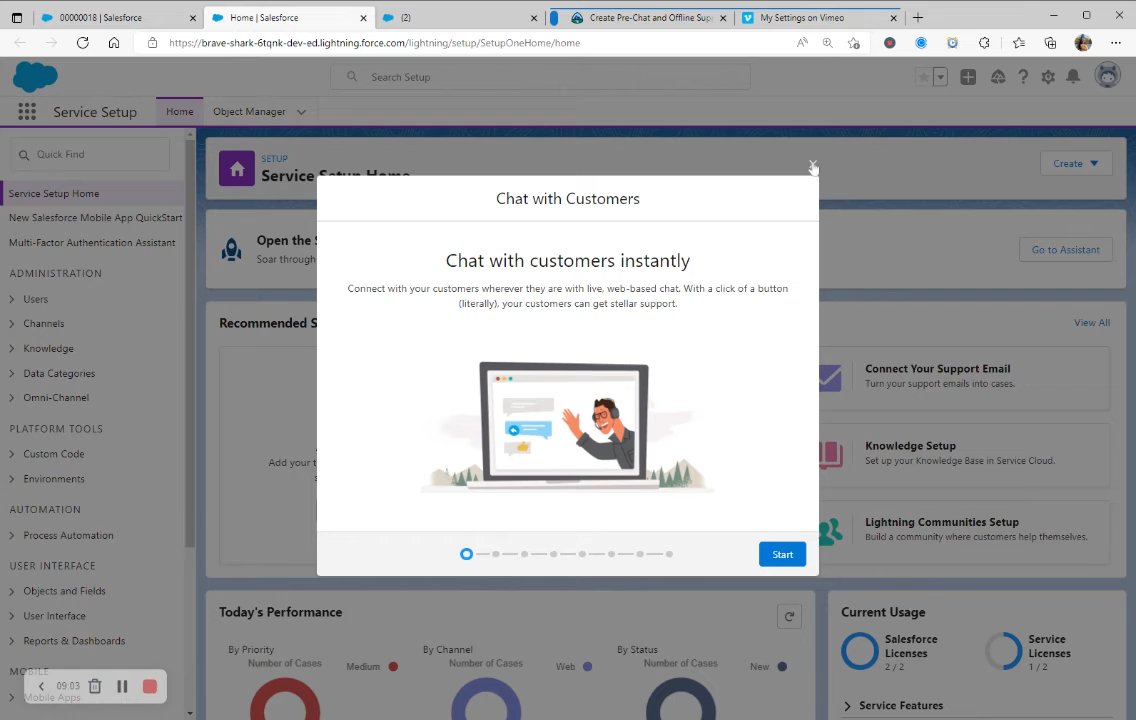 00000018 | Salesforce
Home | Salesforce
(2)
Create Pre-Chat and Offline Supp
My Settings on Vimeo
https://brave-shark-6tqnk-dev-ed.lightning.force.com/lightning/setup/SetupOneHome/home
Search Setup
Service Setup
Home
Object Manager
Quick Find
SETUP
Service Setup Home
Create
Service Setup Home
New Salesforce Mobile App QuickStart
Multi-Factor Authentication Assistant
ADMINISTRATION
Users
Channels
Knowledge
Data Categories
Omni-Channel
PLATFORM TOOLS
Custom Code
Environments
AUTOMATION
Process Automation
USER INTERFACE
Objects and Fields
User Interface
Reports & Dashboards
MOBILE
Mobile Apps
09:03
Open the S
Soar through
Go to Assistant
Recommended S
View All
Add your t
Chat with Customers
Chat with customers instantly
Connect with your customers wherever they are with live, web-based chat. With a click of a button
(literally), your customers can get stellar support.
Start
Connect Your Support Email
Turn your support emails into cases.
Knowledge Setup
Set up your Knowledge Base in Service Cloud.
Lightning Communities Setup
Build a community where customers help themselves.
Today's Performance
By Priority
Number of Cases
Medium
By Channel
Number of Cases
Web
By Status
Number of Cases
New
Current Usage
Salesforce
Licenses
2 / 2
Service
Licenses
1 / 2
Service Features